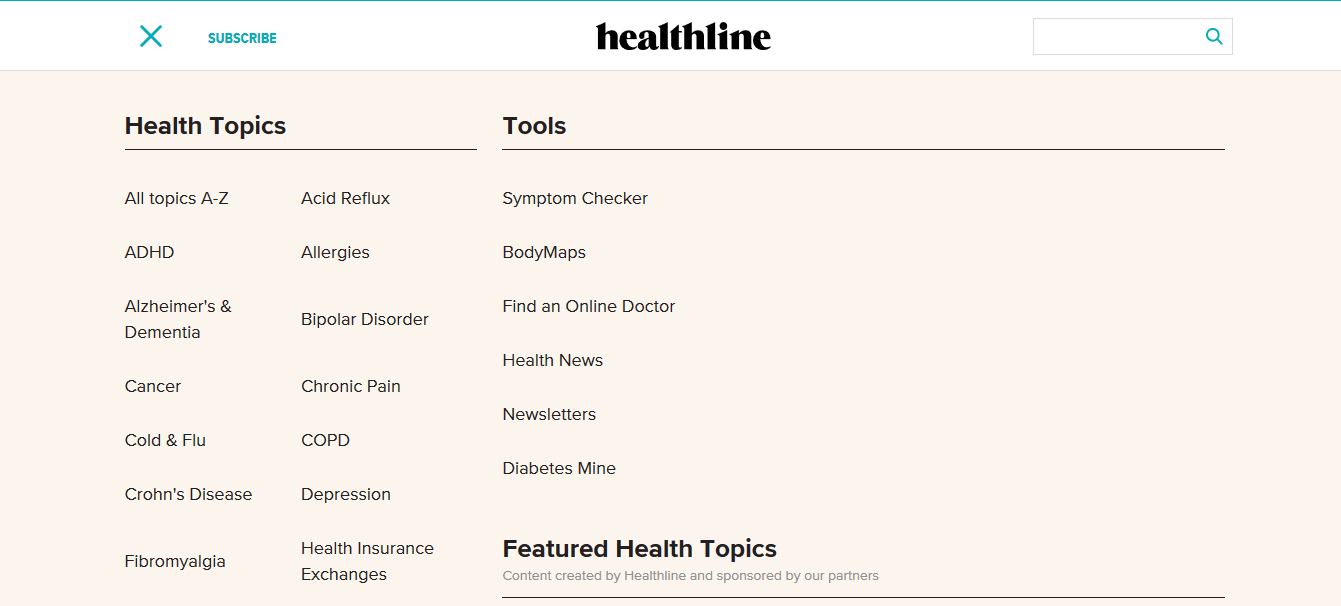 SUBSCRIBE
healthline
Health Topics
All topics A-Z
Acid Reflux
ADHD
Allergies
Alzheimer's &
Dementia
Bipolar Disorder
Cancer
Chronic Pain
Cold & Flu
COPD
Crohn's Disease
Depression
Fibromyalgia
Health Insurance
Exchanges
Tools
Symptom Checker
BodyMaps
Find an Online Doctor
Health News
Newsletters
Diabetes Mine
Featured Health Topics
Content created by Healthline and sponsored by our partners